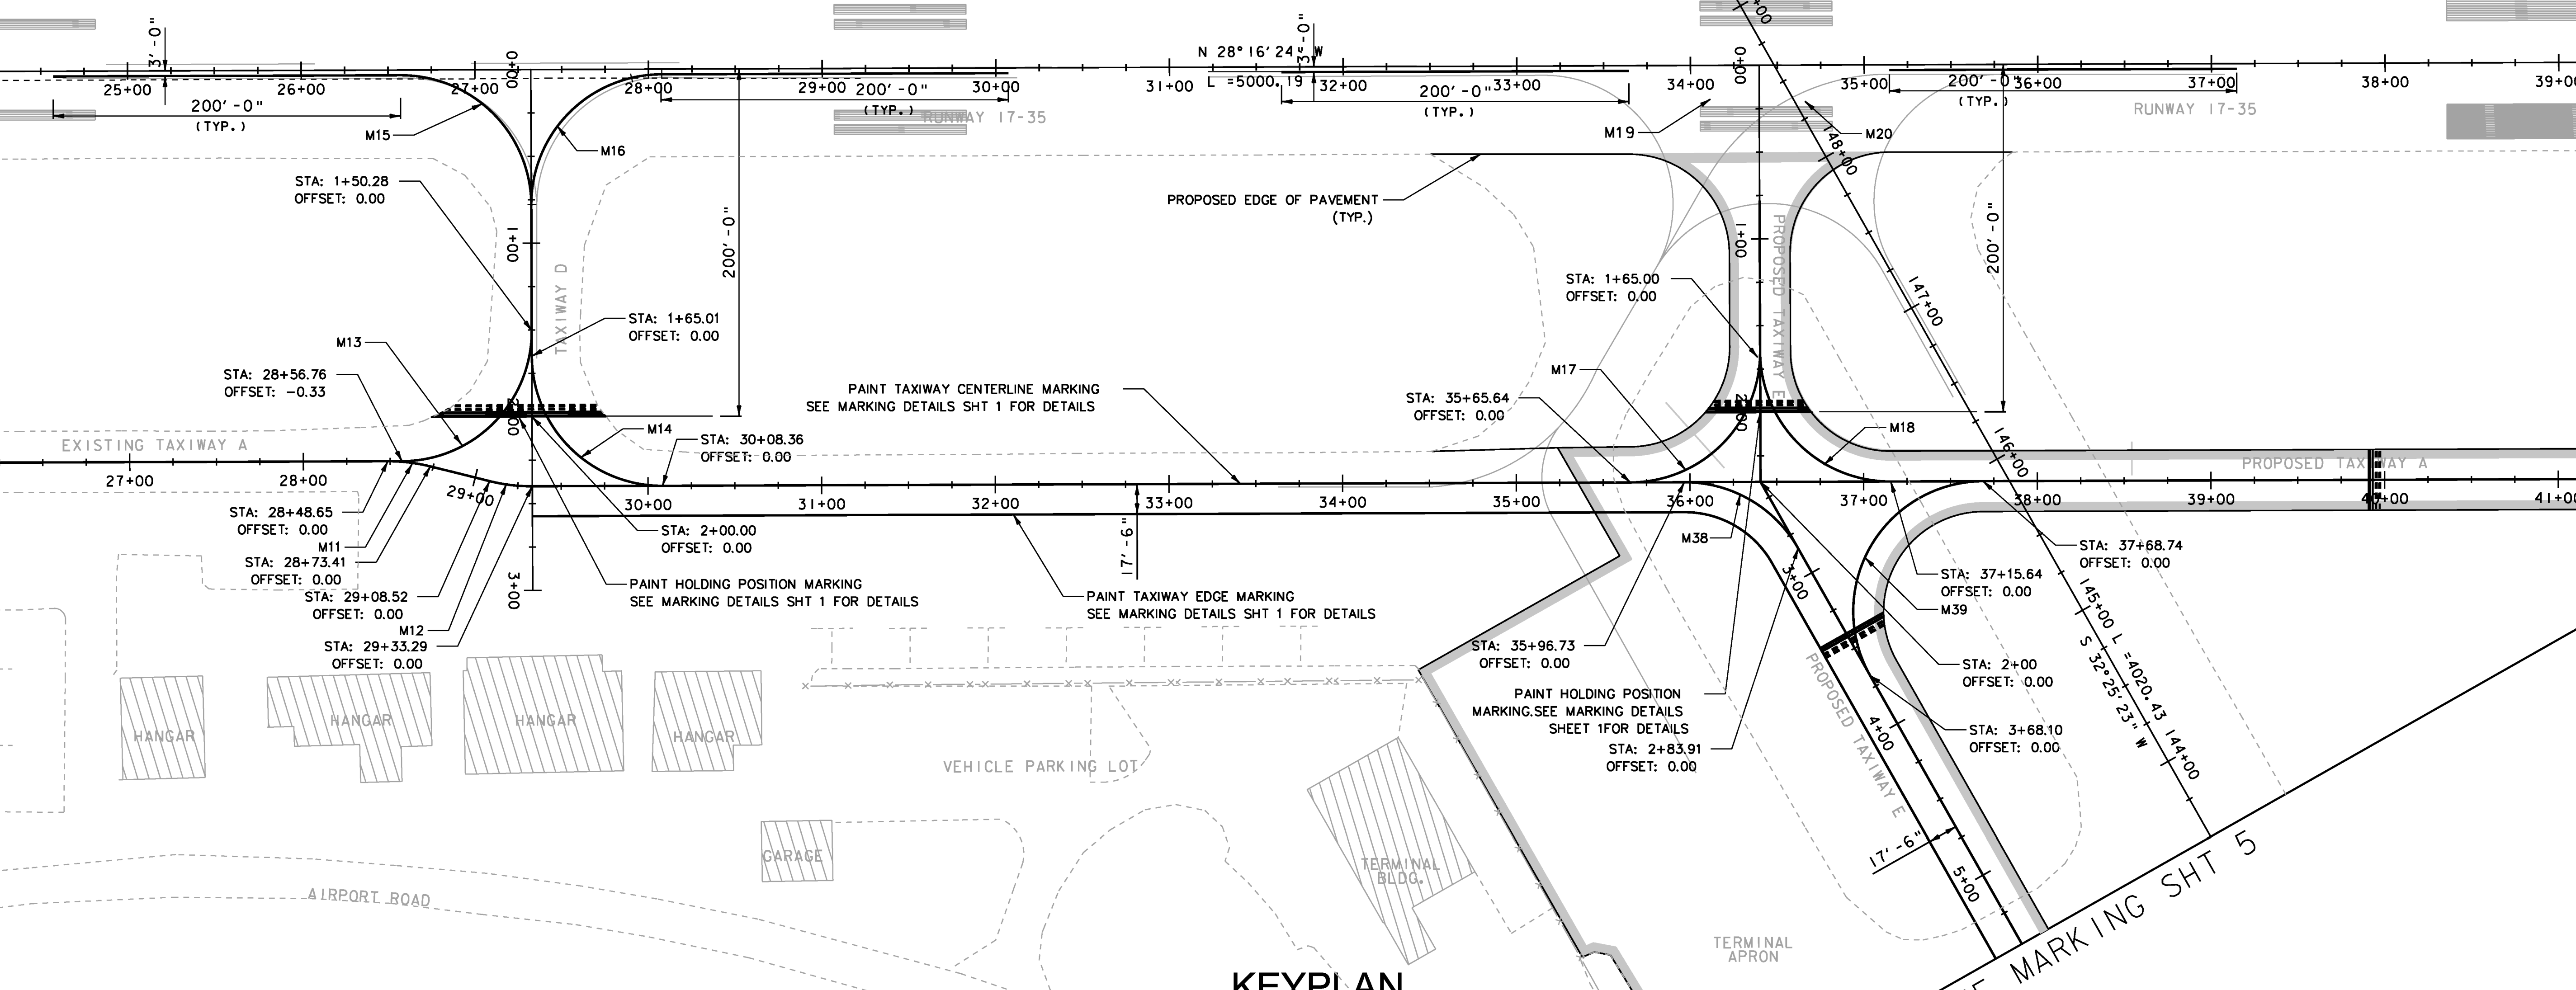 3'-0"
N 28°16'24" W
3'-0"
L =5000.19
25+00
26+00
27+00
28+00
29+00
30+00
31+00
32+00
33+00
34+00
35+00
36+00
37+00
38+00
39+0
0+00
0+00
+00
200'-0"
(TYP.)
200'-0"
(TYP.)
200'-0"
(TYP.)
200'-0"
(TYP.)
RUNWAY 17-35
RUNWAY 17-35
M15
M16
M19
M20
148+00
STA: 1+50.28
OFFSET: 0.00
PROPOSED EDGE OF PAVEMENT
(TYP.)
1+00
1+00
200'-0"
200'-0"
TAXIWAY D
PROPOSED TAXIWAY E
STA: 1+65.01
OFFSET: 0.00
STA: 1+65.00
OFFSET: 0.00
147+00
M13
STA: 28+56.76
OFFSET: -0.33
M17
PAINT TAXIWAY CENTERLINE MARKING
SEE MARKING DETAILS SHT 1 FOR DETAILS
STA: 35+65.64
OFFSET: 0.00
2+00
2+00
M14
M18
STA: 30+08.36
OFFSET: 0.00
EXISTING TAXIWAY A
PROPOSED TAXIWAY A
146+00
27+00
28+00
29+00
30+00
31+00
32+00
33+00
34+00
35+00
36+00
37+00
38+00
39+00
40+00
41+0
STA: 28+48.65
OFFSET: 0.00
M11
STA: 28+73.41
OFFSET: 0.00
STA: 29+08.52
OFFSET: 0.00
M12
STA: 29+33.29
OFFSET: 0.00
3+00
STA: 2+00.00
OFFSET: 0.00
17'-6"
PAINT HOLDING POSITION MARKING
SEE MARKING DETAILS SHT 1 FOR DETAILS
PAINT TAXIWAY EDGE MARKING
SEE MARKING DETAILS SHT 1 FOR DETAILS
M38
STA: 37+68.74
OFFSET: 0.00
STA: 37+15.64
OFFSET: 0.00
M39
3+00
145+00
L =4020.43
S 32°25'23" W
144+00
STA: 35+96.73
OFFSET: 0.00
STA: 2+00
OFFSET: 0.00
PAINT HOLDING POSITION
MARKING.SEE MARKING DETAILS
SHEET 1FOR DETAILS
STA: 2+83.91
OFFSET: 0.00
STA: 3+68.10
OFFSET: 0.00
PROPOSED TAXIWAY E
4+00
HANGAR
HANGAR
HANGAR
HANGAR
VEHICLE PARKING LOT
GARAGE
TERMINAL
BLDG.
17'-6"
5+00
AIRPORT ROAD
TERMINAL
APRON
MARKING SHT 5
KEYPLAN